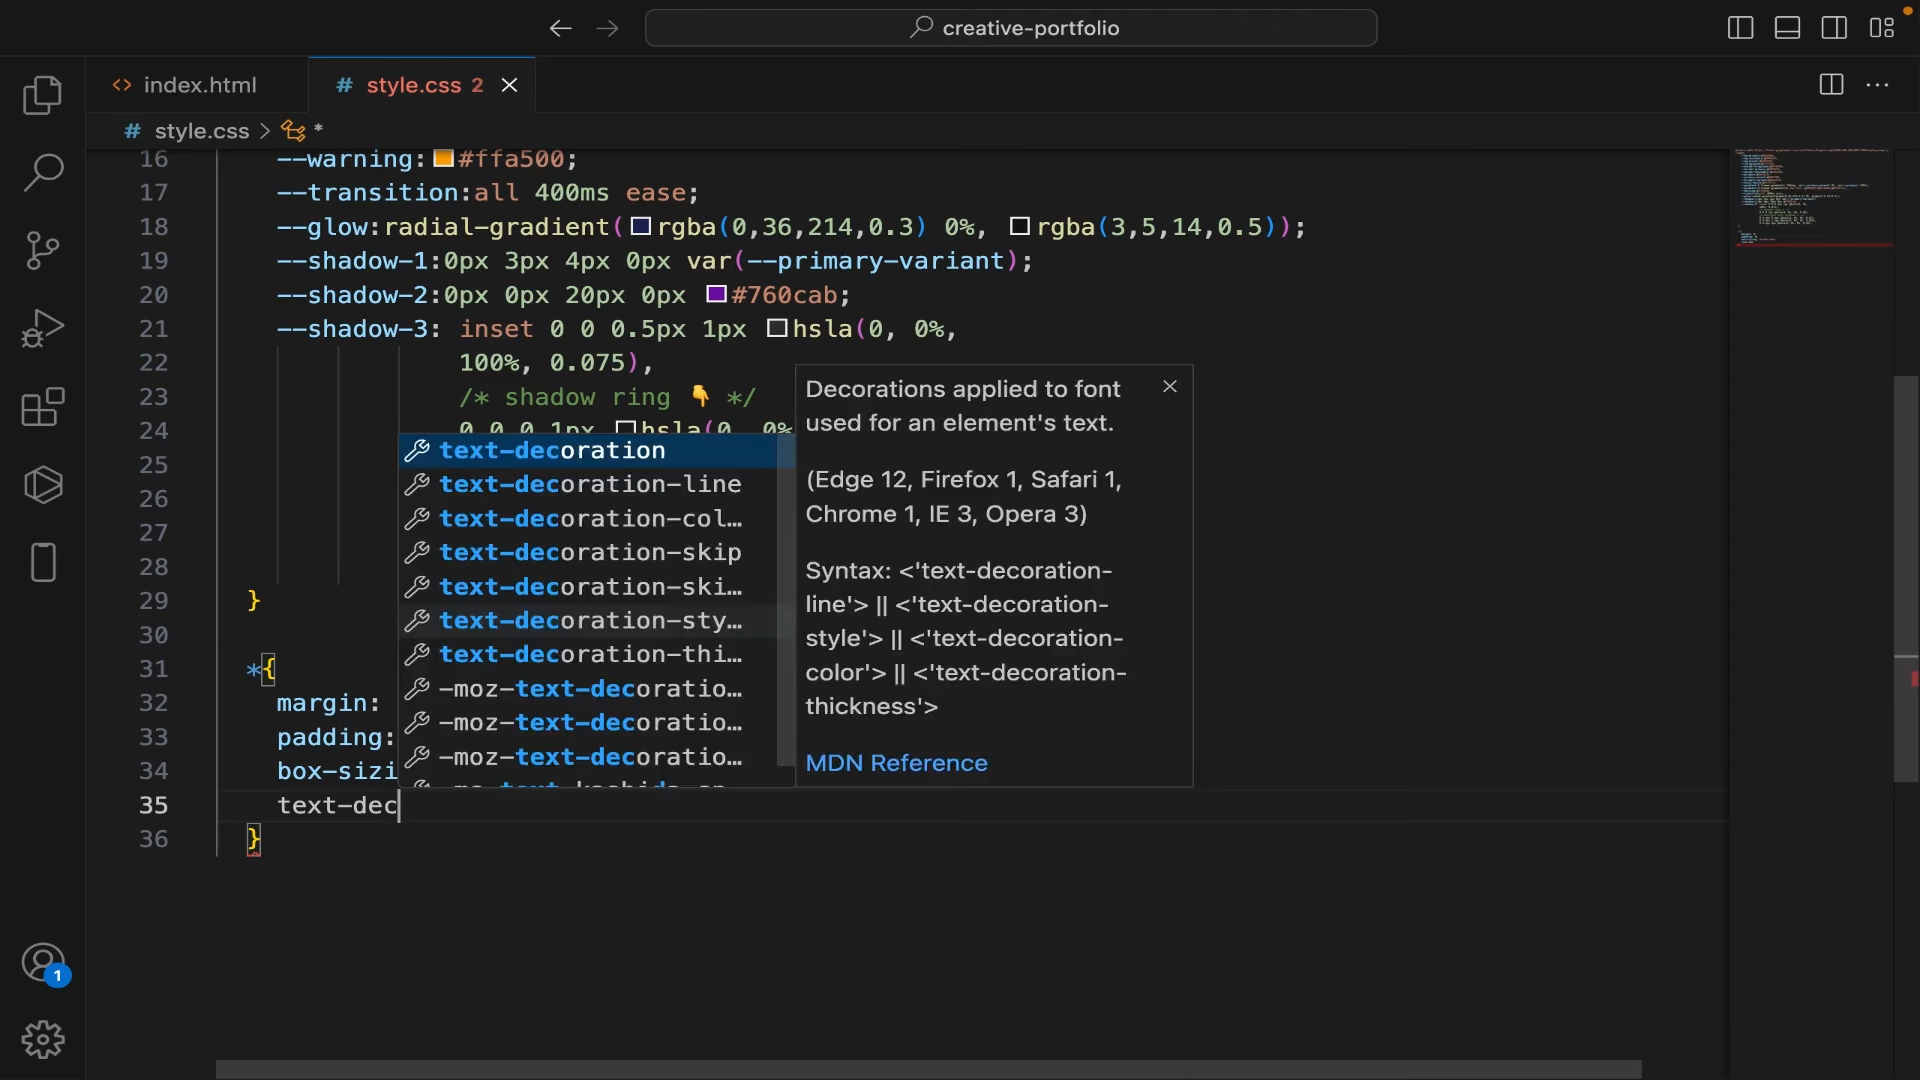 creative-portfolio
index.html
# style.css 2
# style.css > *
16 --warning: #ffa500;
17 --transition:all 400ms ease;
18 --glow:radial-gradient(rgba(0,36,214,0.3) 0%, rgba(3,5,14,0.5));
19 --shadow-1:0px 3px 4px 0px var(--primary-variant);
20 --shadow-2:0px 0px 20px 0px #760cab;
21 --shadow-3: inset 0 0 0.5px 1px hsla(0, 0%,
22 100%, 0.075),
23 /* shadow ring 👇 */
24 0 0 0 1px hsla(0, 0%
25
26
27
28
29 }
30
31 *{
32 margin:
33 padding:
34 box-sizi
35 text-dec
36 }
text-decoration
text-decoration-line
text-decoration-col…
text-decoration-skip
text-decoration-ski…
text-decoration-sty…
text-decoration-thi…
-moz-text-decoratio…
-moz-text-decoratio…
-moz-text-decoratio…
Decorations applied to font
used for an element's text.
(Edge 12, Firefox 1, Safari 1,
Chrome 1, IE 3, Opera 3)
Syntax: <'text-decoration-
line'> || <'text-decoration-
style'> || <'text-decoration-
color'> || <'text-decoration-
thickness'>
MDN Reference
1